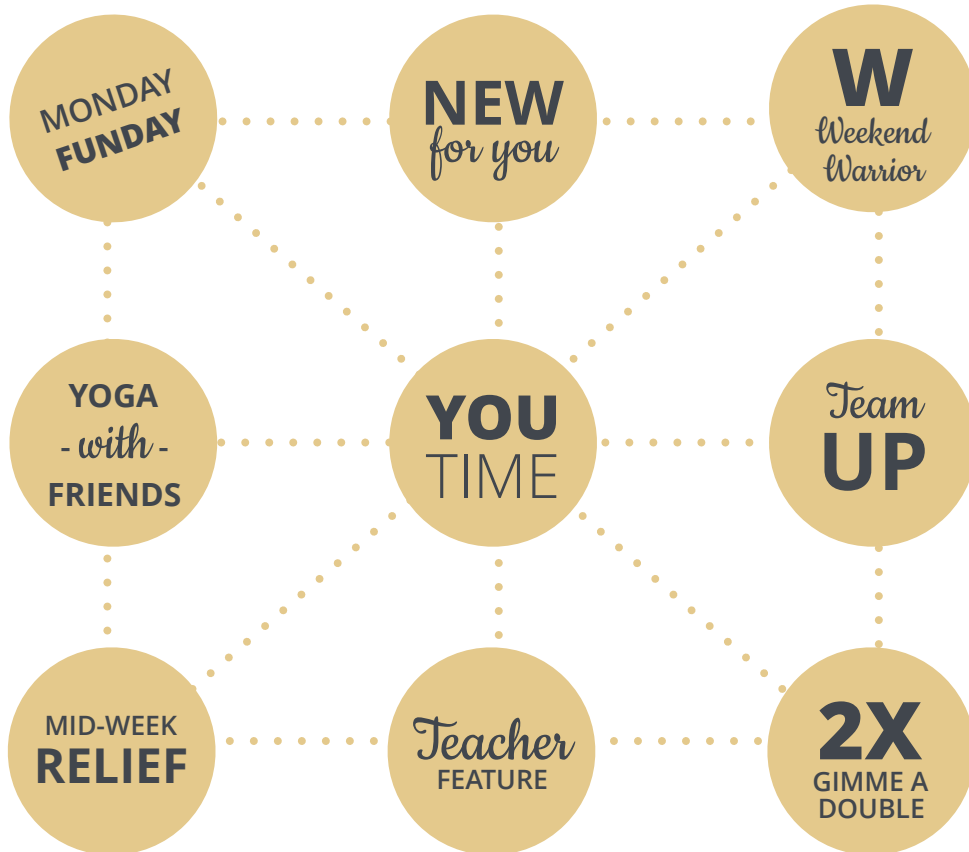 MONDAY
FUNDAY
NEW
for you
W
Weekend
Warrior
YOGA
- with -
FRIENDS
YOU
TIME
Team
UP
MID-WEEK
RELIEF
Teacher
FEATURE
2X
GIMME A
DOUBLE